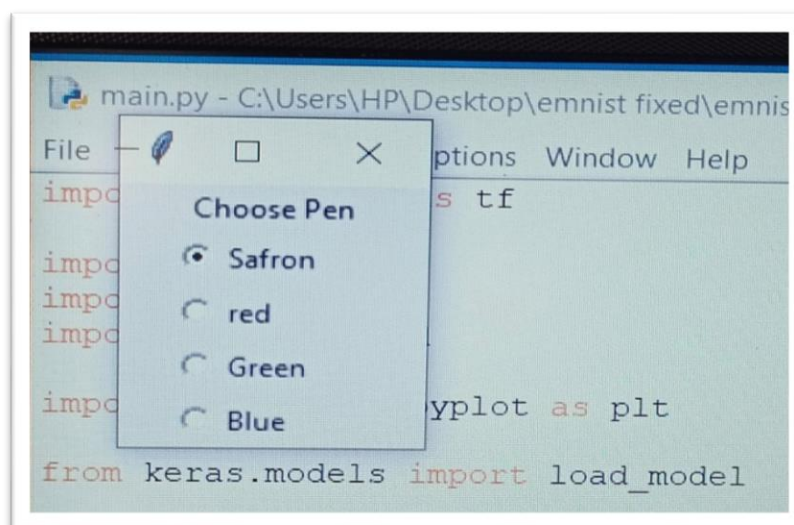 main.py - C:\Users\HP\Desktop\emnist fixed\emnis
File ptions Window Help
impo s tf
Choose Pen
impo Safron
impo red
impo
Green
impo yplot as plt
Blue
from keras.models import load_model